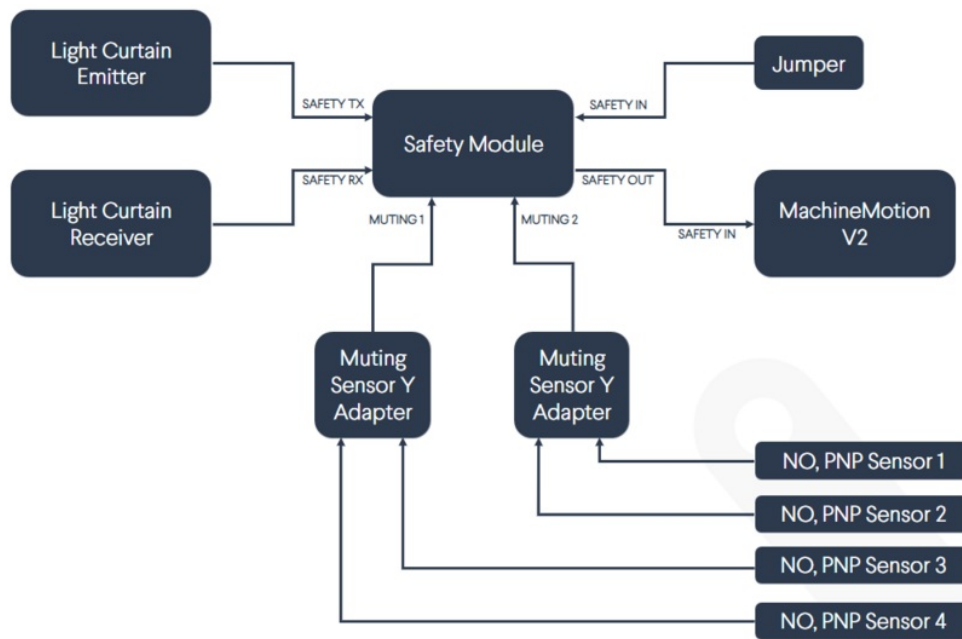 Light Curtain
Emitter
Jumper
SAFETY TX
SAFETY IN
Safety Module
Light Curtain
Receiver
SAFETY RX
SAFETY OUT
MachineMotion
V2
MUTING 1
MUTING 2
SAFETY IN
Muting
Sensor Y
Adapter
Muting
Sensor Y
Adapter
NO, PNP Sensor 1
NO, PNP Sensor 2
NO, PNP Sensor 3
NO, PNP Sensor 4